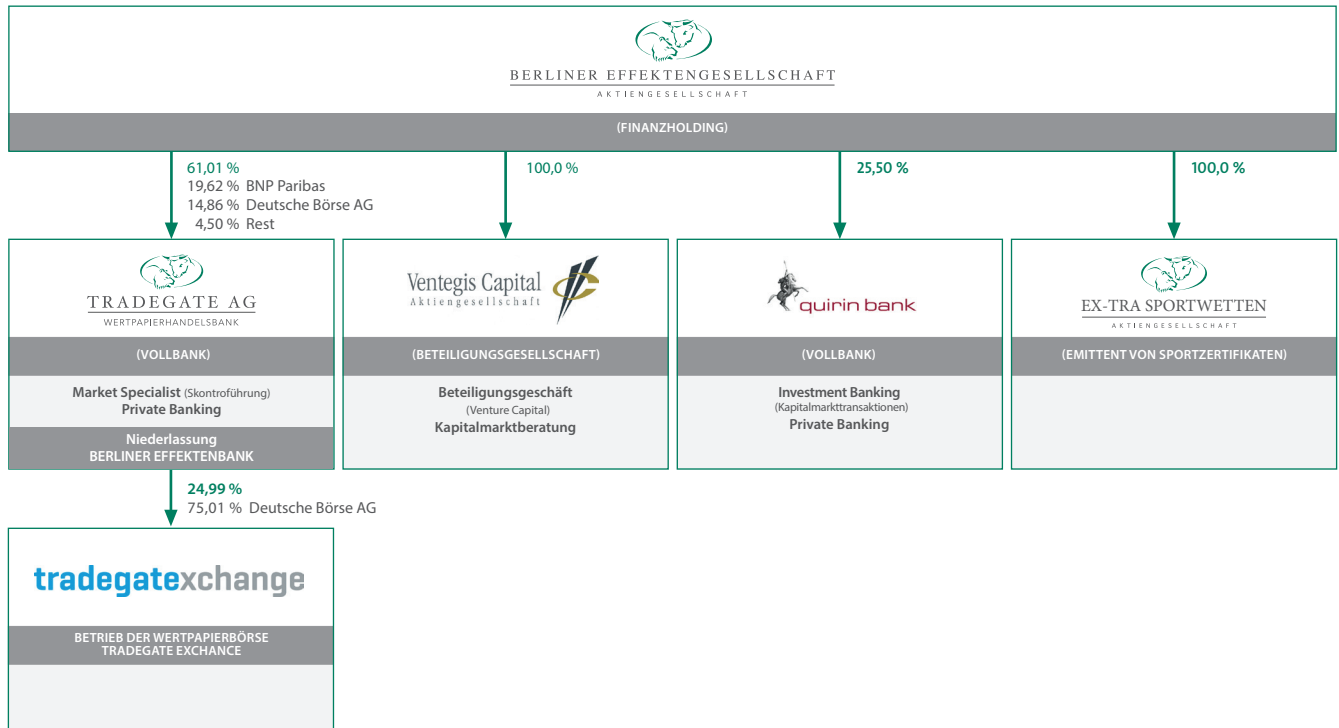 BERLINER EFFEKTENGESELLSCHAFT
AKTIENGESELLSCHAFT
(FINANZHOLDING)
61,01 %
19,62 % BNP Paribas
14,86 % Deutsche Börse AG
4,50 % Rest
100,0 %
25,50 %
100,0 %
TRADEGATE AG
WERTPAPIERHANDELSBANK
(VOLLBANK)
Market Specialist (Skontroführung)
Private Banking
Niederlassung
BERLINER EFFEKTENBANK
Ventegis Capital
Aktiengesellschaft
(BETEILIGUNGSGESELLSCHAFT)
Beteiligungsgeschäft
(Venture Capital)
Kapitalmarktberatung
quirin bank
(VOLLBANK)
Investment Banking
(Kapitalmarkttransaktionen)
Private Banking
EX-TRA SPORTWETTEN
AKTIENGESELLSCHAFT
(EMITTENT VON SPORTZERTIFIKATEN)
24,99 %
75,01 % Deutsche Börse AG
tradegatexchange
BETRIEB DER WERTPAPIERBÖRSE
TRADEGATE EXCHANCE